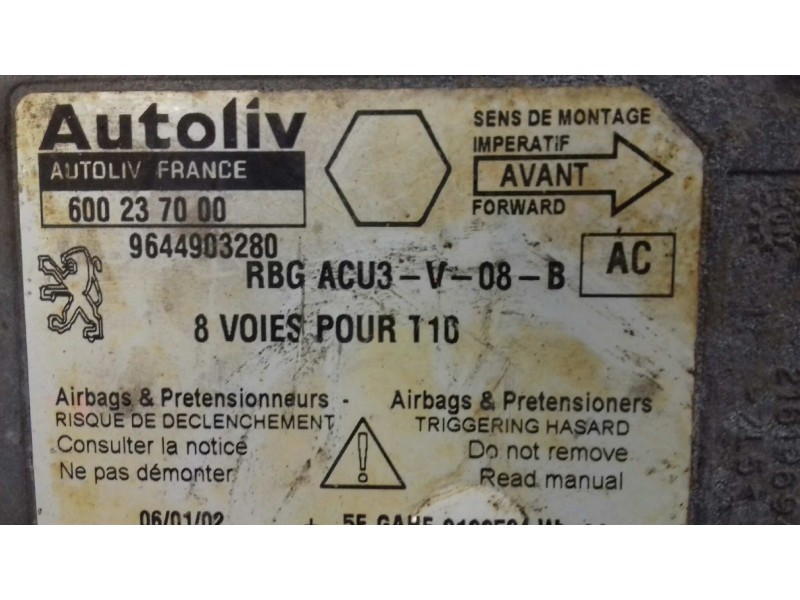 Autoliv
AUTOLIV FRANCE
600 23 70 00
9644903280
SENS DE MONTAGE
IMPERATIF
AVANT
FORWARD
RBG ACU3-V-08-B
AC
8 VOIES POUR T16
Airbags & Pretensionneurs -
RISQUE DE DECLENCHEMENT
Consulter la notice
Ne pas démonter
Airbags & Pretensioners
TRIGGERING HASARD
Do not remove
Read manual
06/01/02